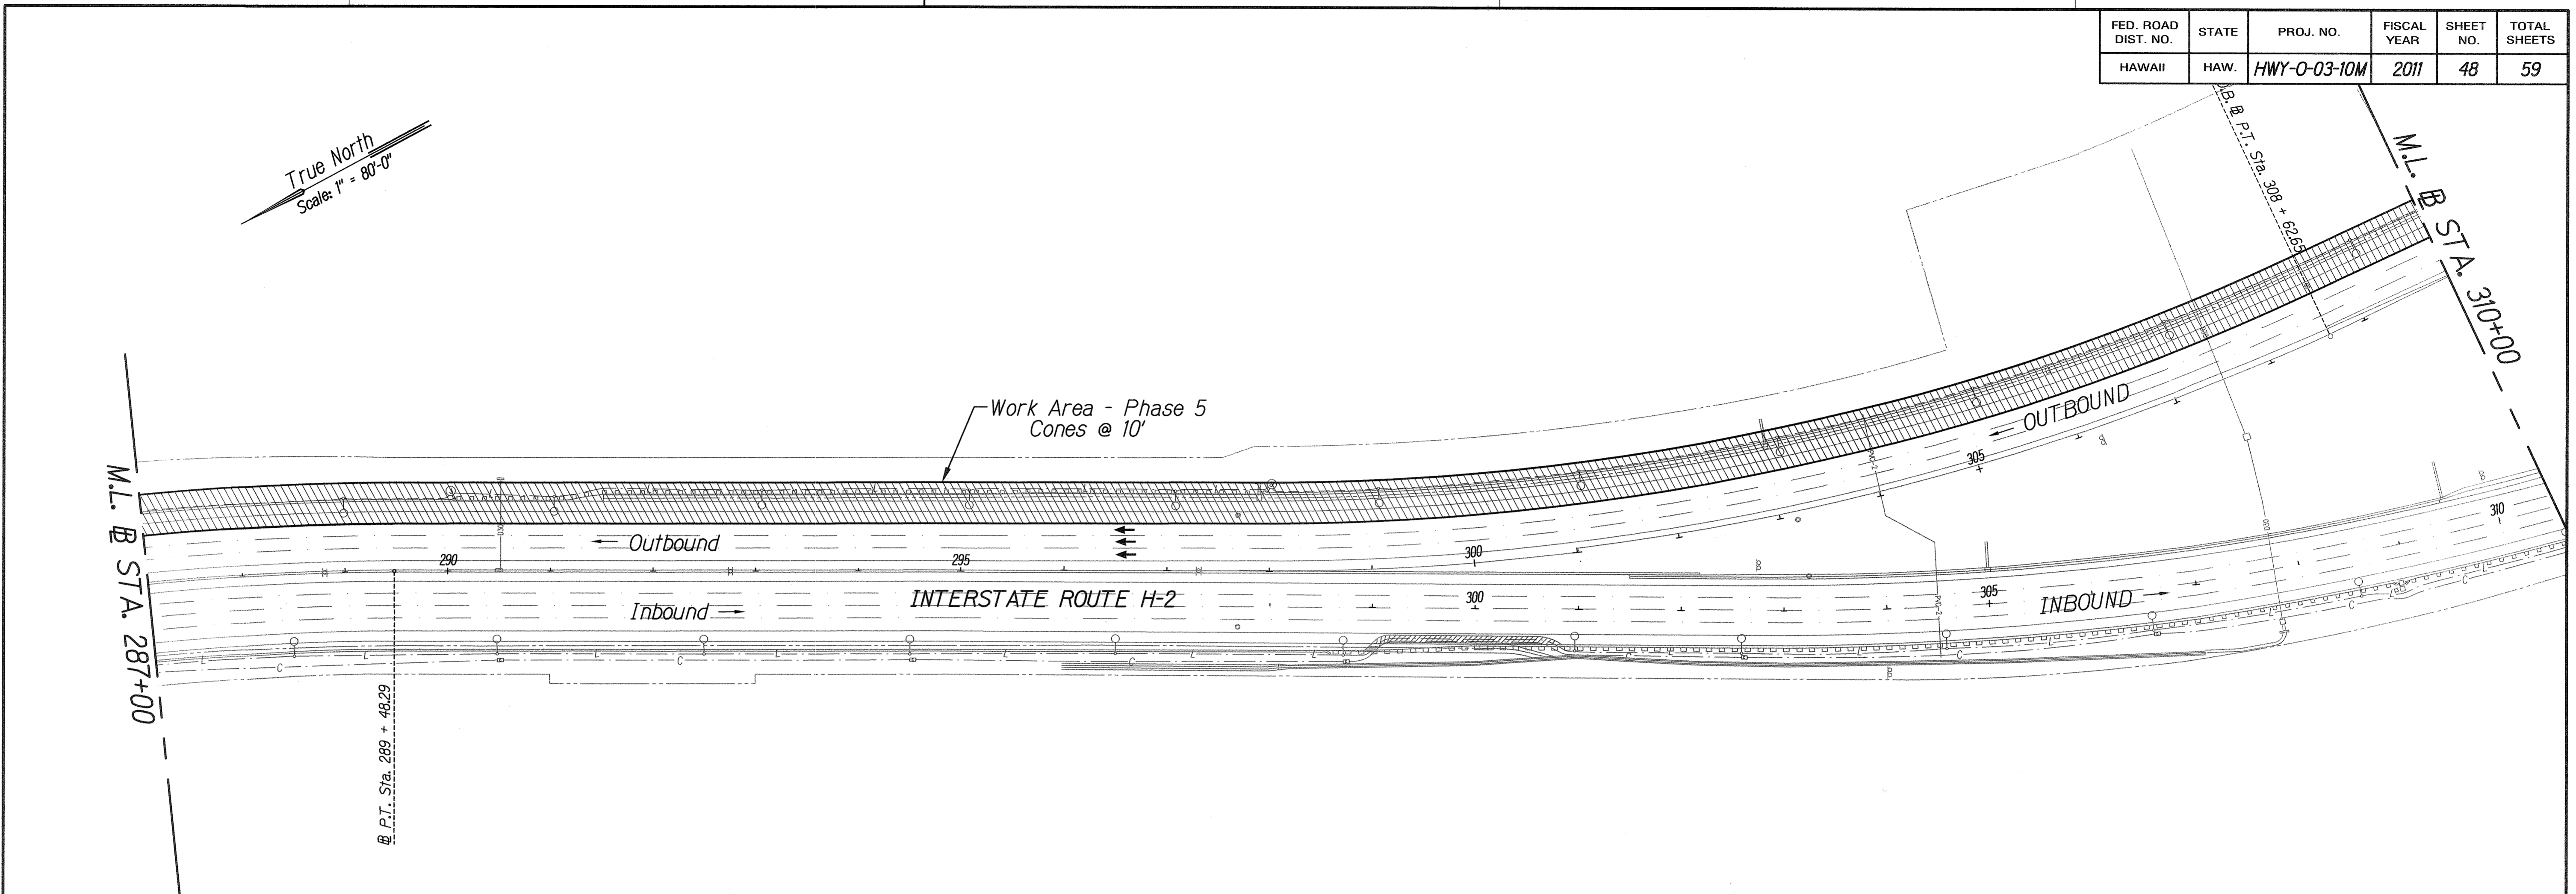 FED. ROAD DIST. NO.
STATE
PROJ. NO.
FISCAL YEAR
SHEET NO.
TOTAL SHEETS
HAWAII
HAW.
HWY-O-03-10M
2011
48
59
True North
Scale: 1" = 80'-0"
P.T. Sta. 308 + 62.65
M.L. B STA. 310+00
Work Area - Phase 5
Cones @ 10'
OUTBOUND
305
M.L. B STA. 287+00
Outbound
290
295
300
310
Inbound
INTERSTATE ROUTE H-2
300
305
INBOUND
L
L
L
L
L
L
C
C
C
C
C
C
B P.T. Sta. 289 + 48.29